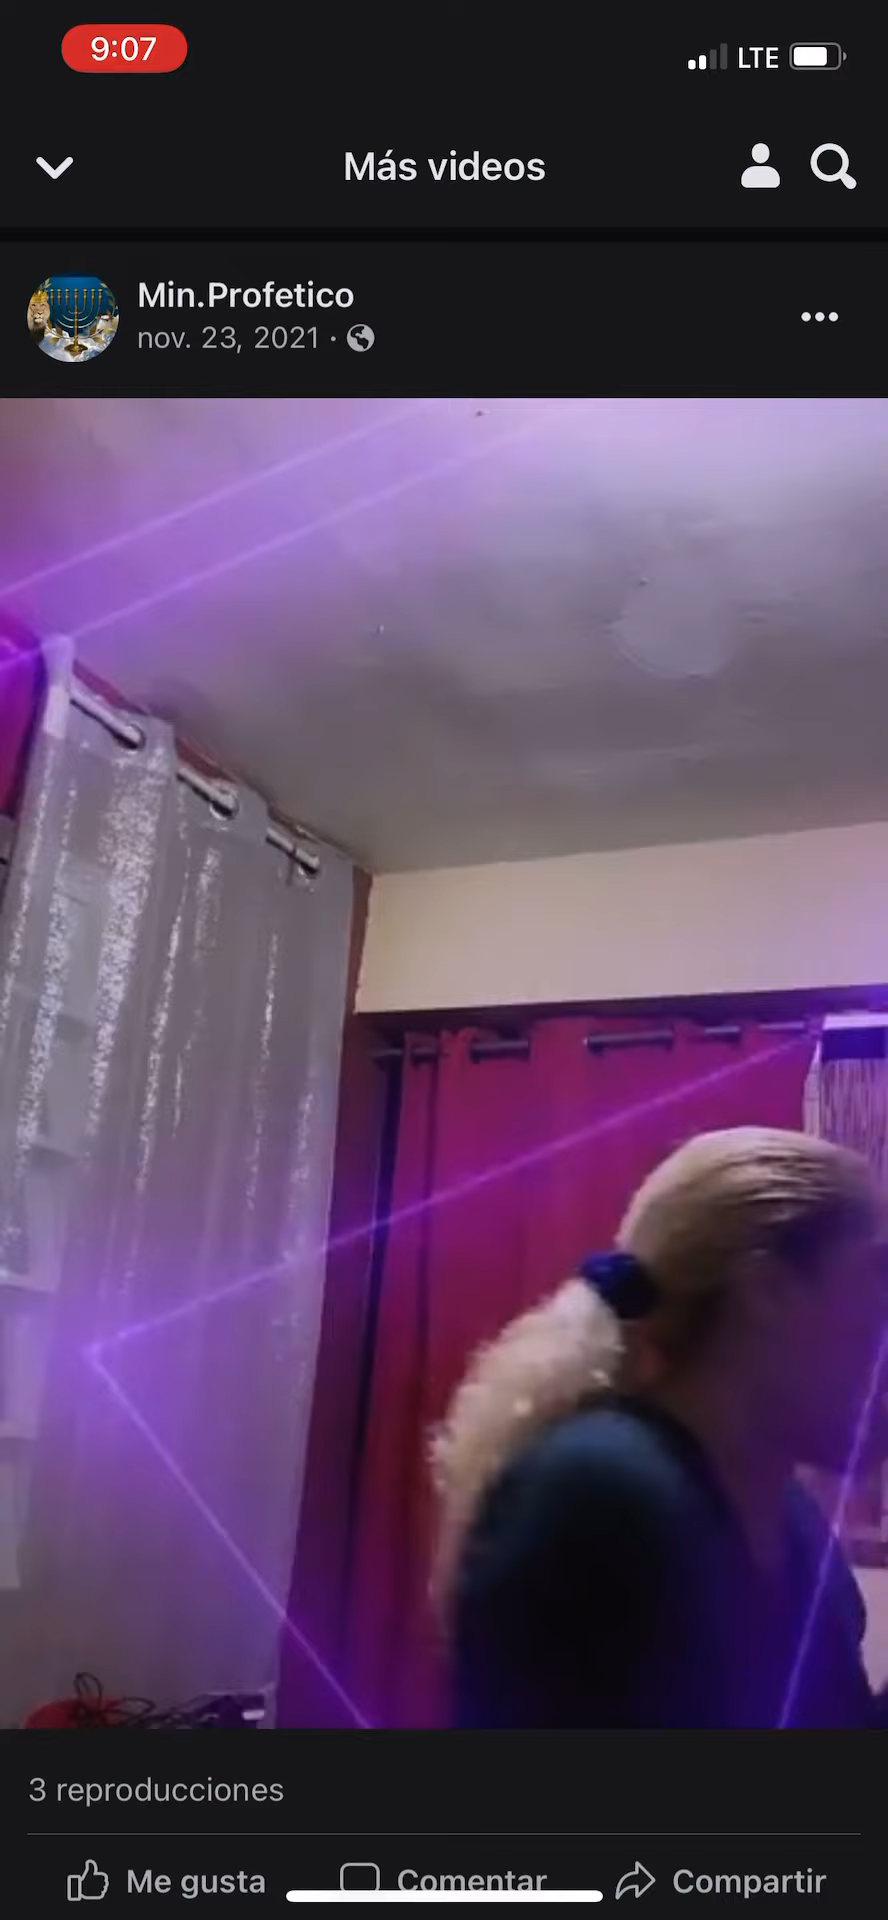 9:07
LTE
Más videos
Min.Profetico
nov. 23, 2021 ·
3 reproducciones
Me gusta
Comentar
Compartir